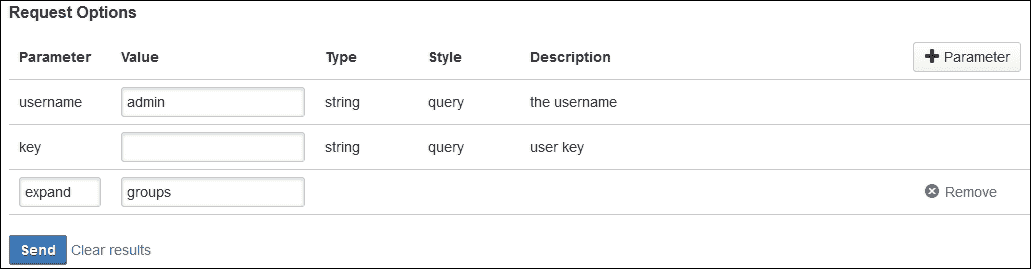 Request Options
Parameter Value Type Style Description + Parameter
username admin string query the username
key string query user key
expand groups Remove
Send Clear results